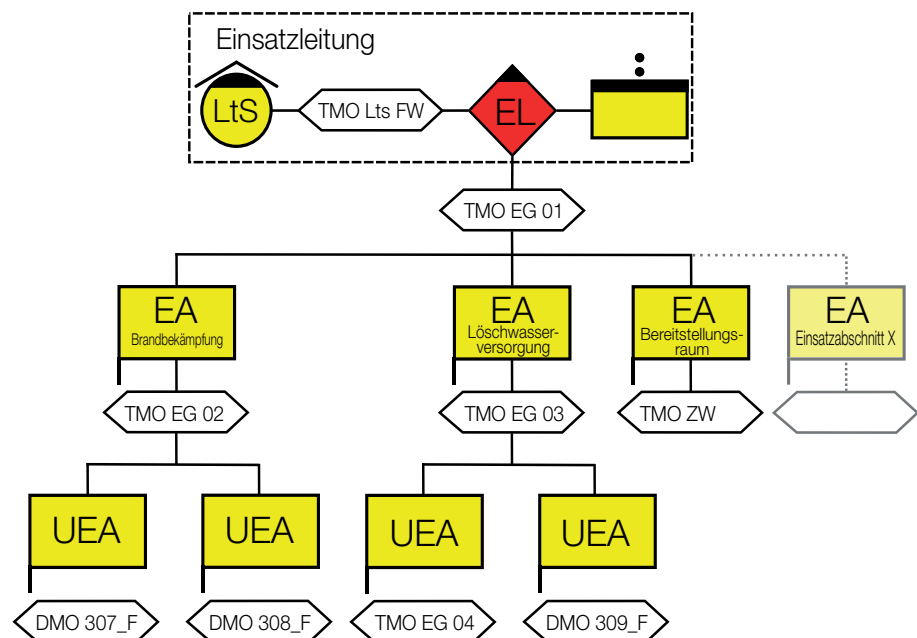 Einsatzleitung
LtS
TMO Lts FW
EL
TMO EG 01
EA
Brandbekämpfung
EA
Löschwasser-
versorgung
EA
Bereitstellungs-
raum
EA
Einsatzabschnitt X
TMO EG 02
TMO EG 03
TMO ZW
UEA
UEA
UEA
UEA
DMO 307_F
DMO 308_F
TMO EG 04
DMO 309_F